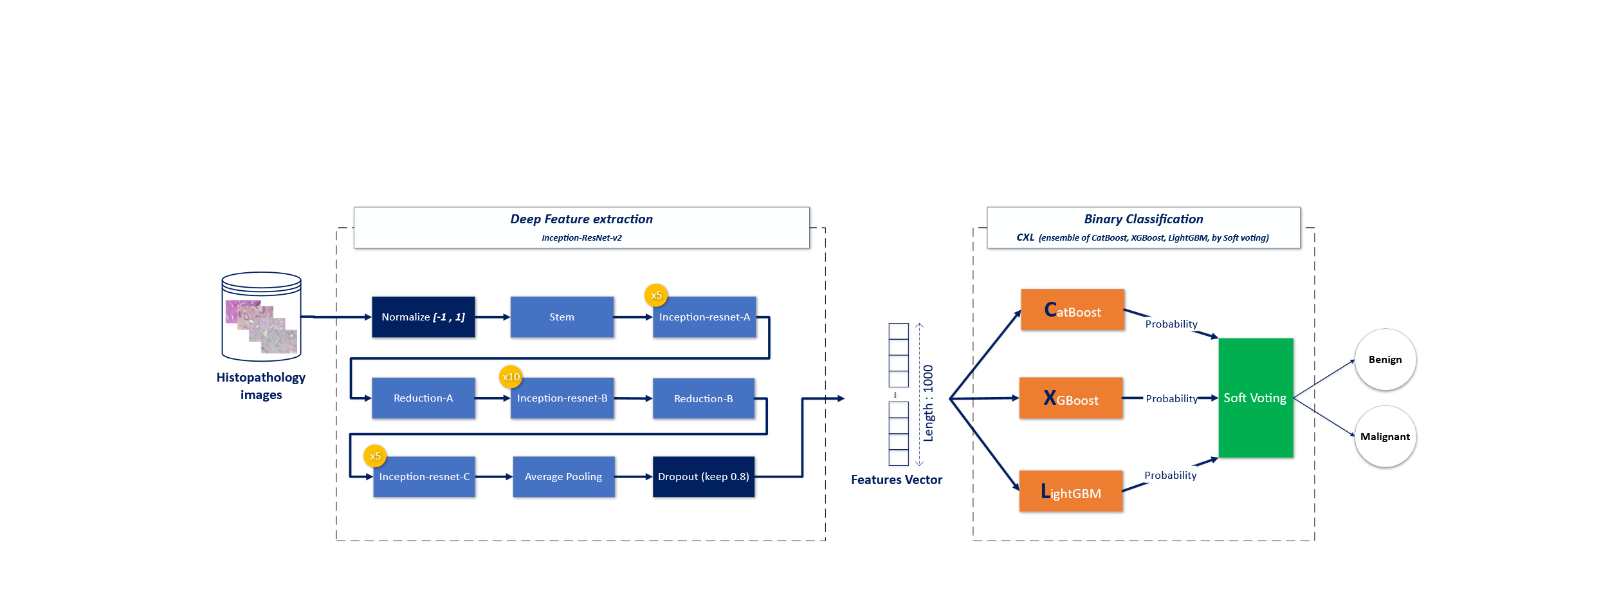 Deep Feature extraction
Inception-ResNet-v2
Histopathology
images
Normalize [-1 , 1]
Stem
x5
Inception-resnet-A
Reduction-A
x10
Inception-resnet-B
Reduction-B
x5
Inception-resnet-C
Average Pooling
Dropout (keep 0.8)
Length : 1000
Features Vector
Binary Classification
CXL (ensemble of CatBoost, XGBoost, LightGBM, by Soft voting)
CatBoost
Probability
XGBoost
Probability
LightGBM
Probability
Soft Voting
Benign
Malignant